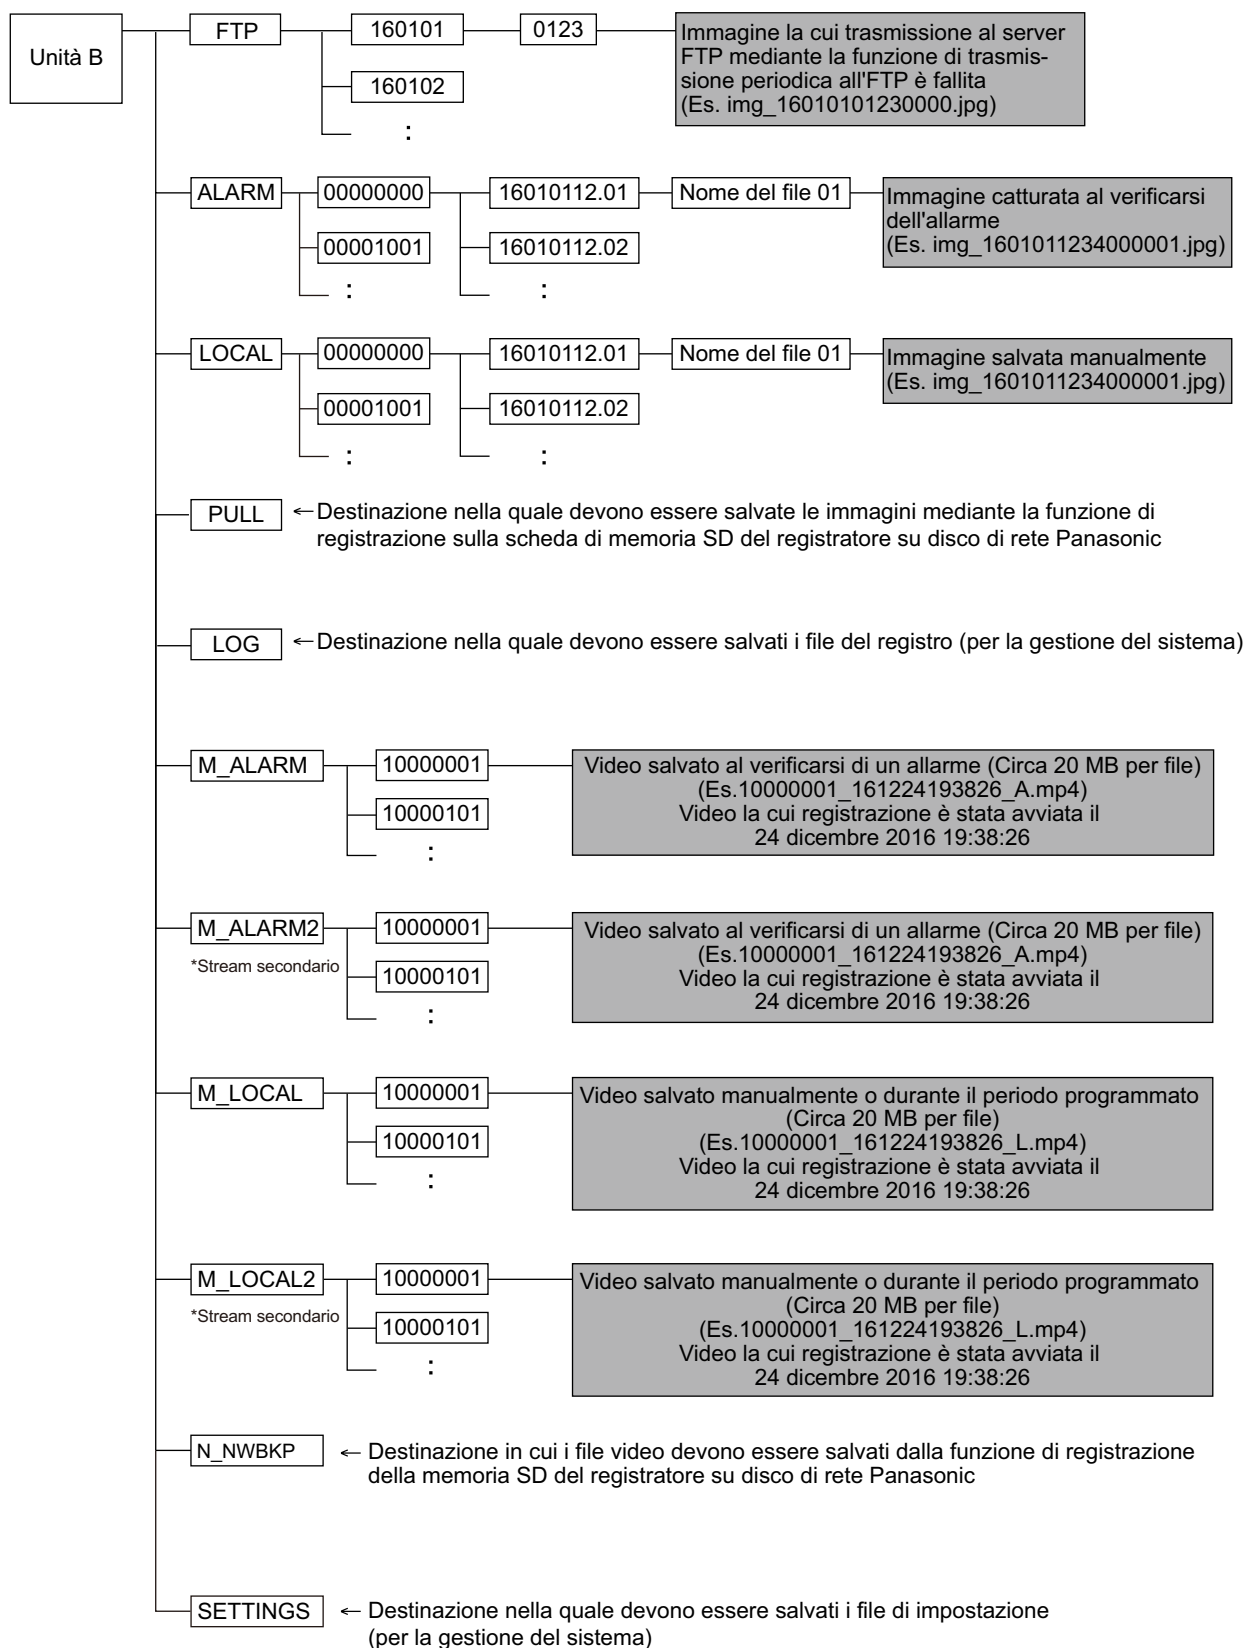 Unità B
FTP
160101
0123
Immagine la cui trasmissione al server
FTP mediante la funzione di trasmis-
sione periodica all'FTP è fallita
(Es. img_16010101230000.jpg)
160102
:
ALARM
00000000
16010112.01
Nome del file 01
Immagine catturata al verificarsi
dell'allarme
(Es. img_1601011234000001.jpg)
00001001
16010112.02
:
:
LOCAL
00000000
16010112.01
Nome del file 01
Immagine salvata manualmente
(Es. img_1601011234000001.jpg)
00001001
16010112.02
:
:
PULL
←Destinazione nella quale devono essere salvate le immagini mediante la funzione di
registrazione sulla scheda di memoria SD del registratore su disco di rete Panasonic
LOG
←Destinazione nella quale devono essere salvati i file del registro (per la gestione del sistema)
M_ALARM
10000001
Video salvato al verificarsi di un allarme (Circa 20 MB per file)
(Es.10000001_161224193826_A.mp4)
Video la cui registrazione è stata avviata il
24 dicembre 2016 19:38:26
10000101
:
M_ALARM2
*Stream secondario
10000001
Video salvato al verificarsi di un allarme (Circa 20 MB per file)
(Es.10000001_161224193826_A.mp4)
Video la cui registrazione è stata avviata il
24 dicembre 2016 19:38:26
10000101
:
M_LOCAL
10000001
Video salvato manualmente o durante il periodo programmato
(Circa 20 MB per file)
(Es.10000001_161224193826_L.mp4)
Video la cui registrazione è stata avviata il
24 dicembre 2016 19:38:26
10000101
:
M_LOCAL2
*Stream secondario
10000001
Video salvato manualmente o durante il periodo programmato
(Circa 20 MB per file)
(Es.10000001_161224193826_L.mp4)
Video la cui registrazione è stata avviata il
24 dicembre 2016 19:38:26
10000101
:
N_NWBKP
← Destinazione in cui i file video devono essere salvati dalla funzione di registrazione
della memoria SD del registratore su disco di rete Panasonic
SETTINGS
← Destinazione nella quale devono essere salvati i file di impostazione
(per la gestione del sistema)